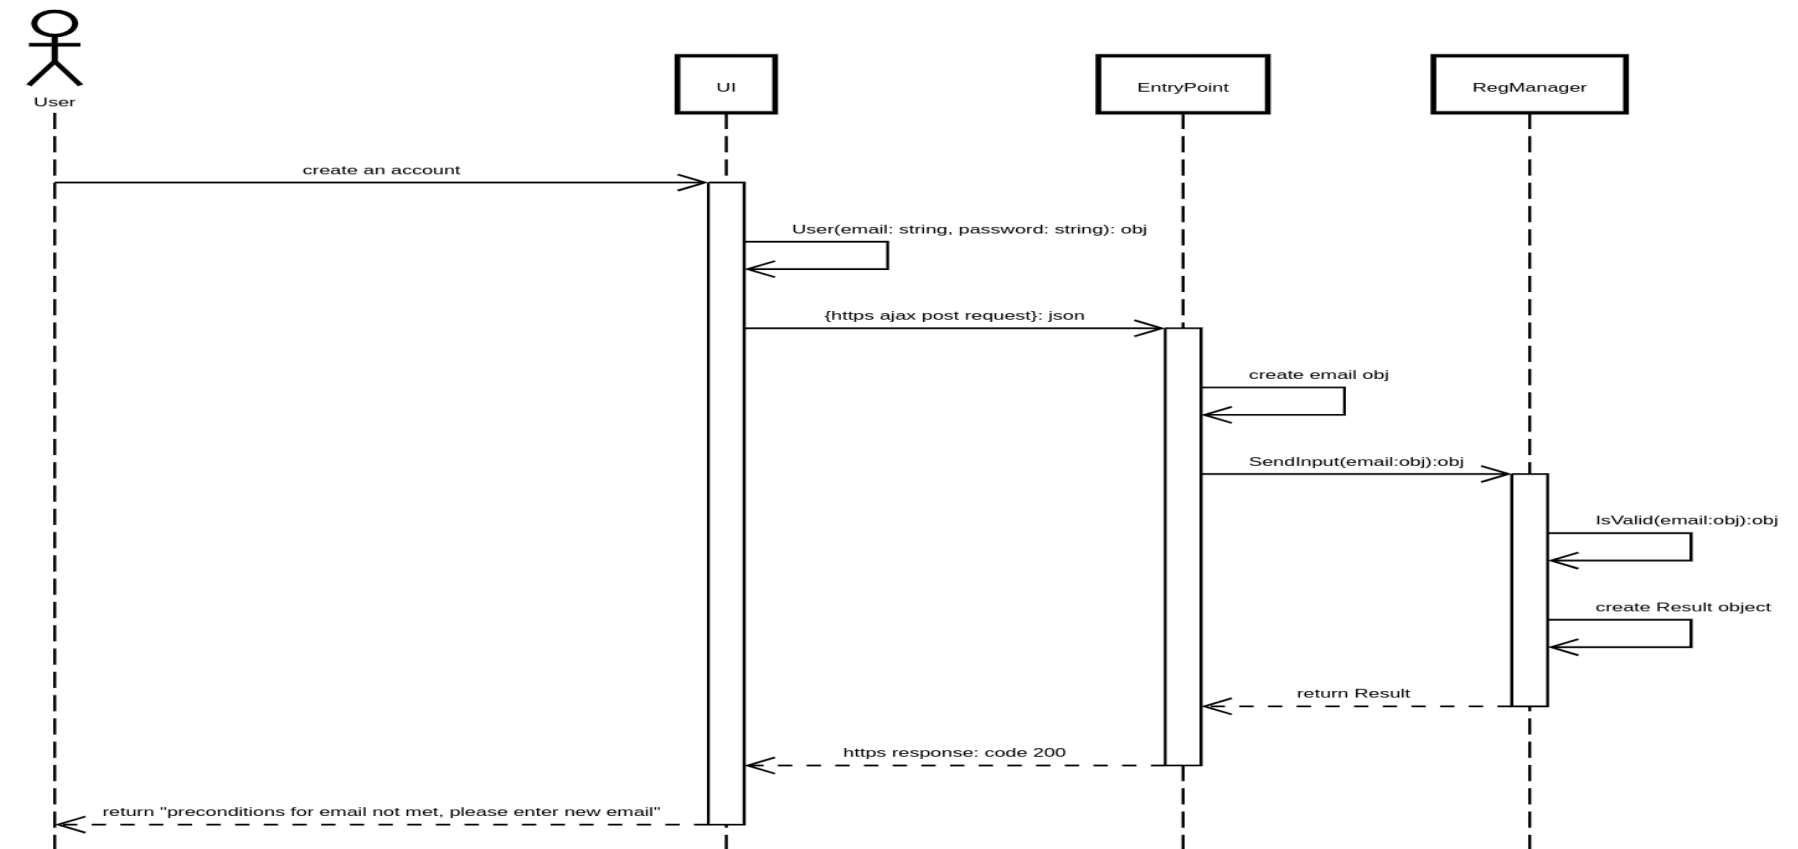 User
UI
EntryPoint
RegManager
create an account
User(email: string, password: string): obj
{https ajax post request}: json
create email obj
SendInput(email:obj):obj
IsValid(email:obj):obj
create Result object
return Result
https response: code 200
return "preconditions for email not met, please enter new email"